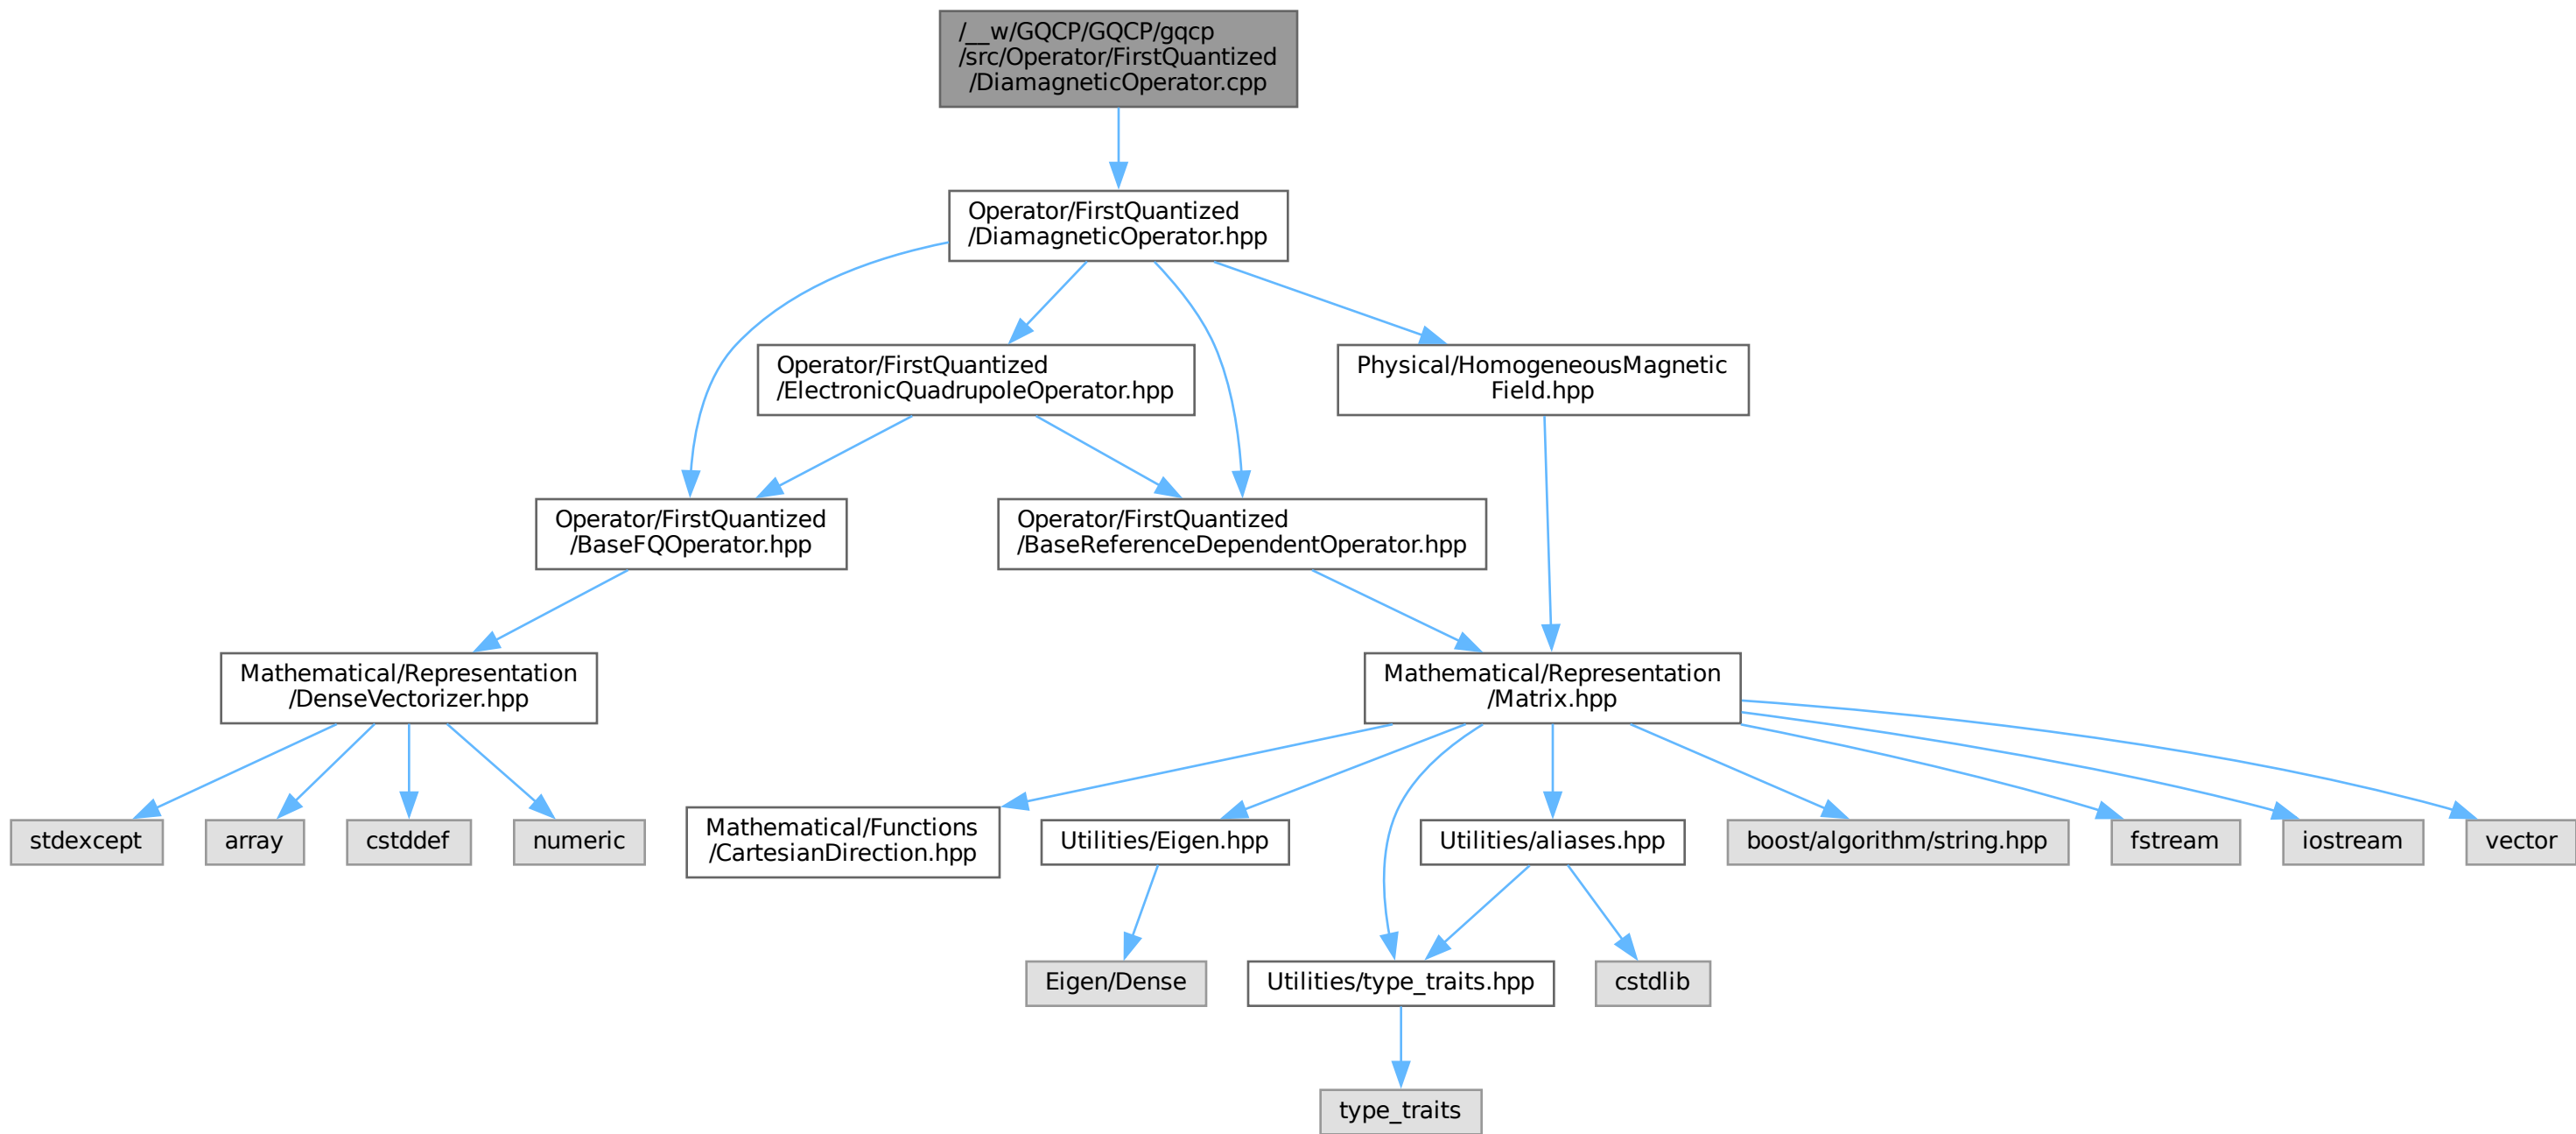 /__w/GQCP/GQCP/gqcp
/src/Operator/FirstQuantized
/DiamagneticOperator.cpp
Operator/FirstQuantized
/DiamagneticOperator.hpp
Operator/FirstQuantized
/ElectronicQuadrupoleOperator.hpp
Physical/HomogeneousMagnetic
Field.hpp
Operator/FirstQuantized
/BaseFQOperator.hpp
Operator/FirstQuantized
/BaseReferenceDependentOperator.hpp
Mathematical/Representation
/DenseVectorizer.hpp
Mathematical/Representation
/Matrix.hpp
stdexcept
array
cstddef
numeric
Mathematical/Functions
/CartesianDirection.hpp
Utilities/Eigen.hpp
Utilities/aliases.hpp
boost/algorithm/string.hpp
fstream
iostream
vector
Eigen/Dense
Utilities/type_traits.hpp
cstdlib
type_traits